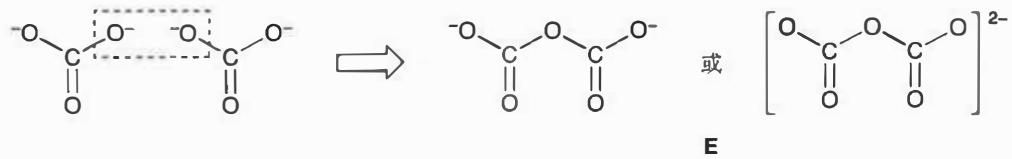 ⁻O O⁻ ⁻O O⁻ ⁻O O O⁻ 或 O O O 2–
C C C C C C
O O O O O O
E